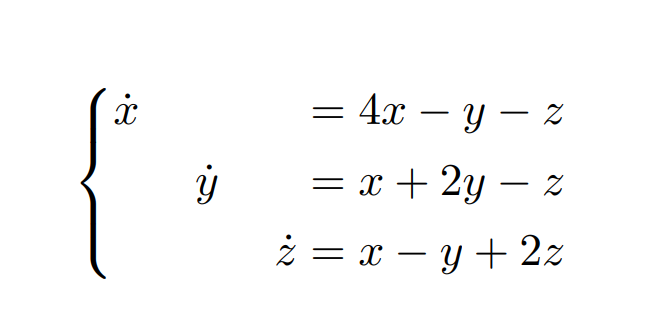 ẋ = 4x − y − z
ẏ = x + 2y − z
ż = x − y + 2z